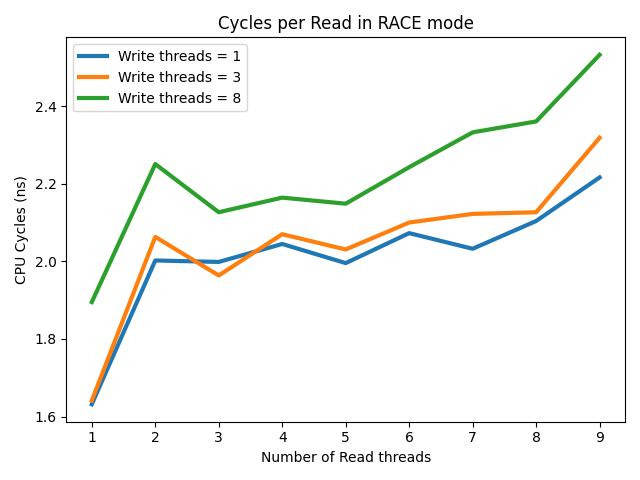 Cycles per Read in RACE mode
Write threads = 1
Write threads = 3
Write threads = 8
CPU Cycles (ns)
2.4
2.2
2.0
1.8
1.6
1 2 3 4 5 6 7 8 9
Number of Read threads